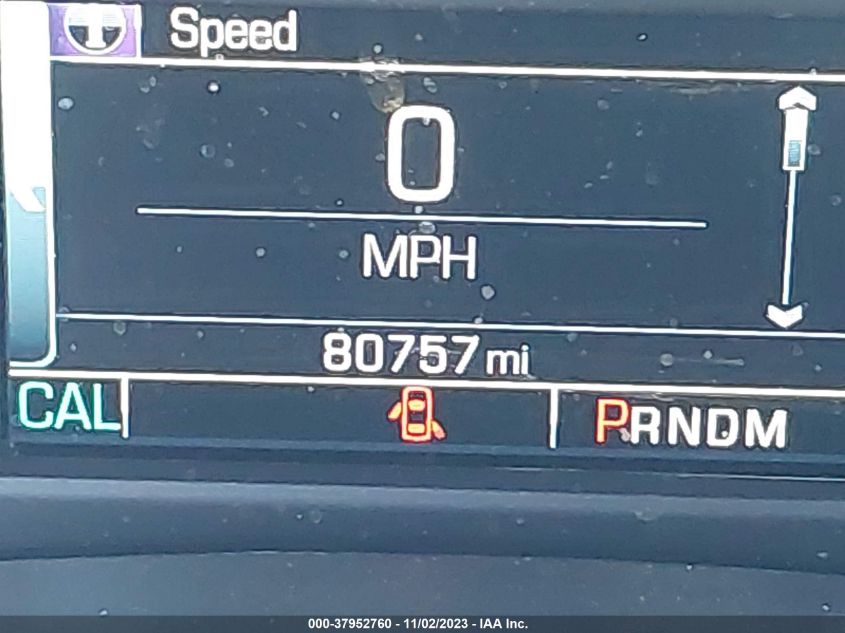 Speed
0
MPH
80757 mi
CAL PRNDM
000-37952760 - 11/02/2023 - IAA Inc.